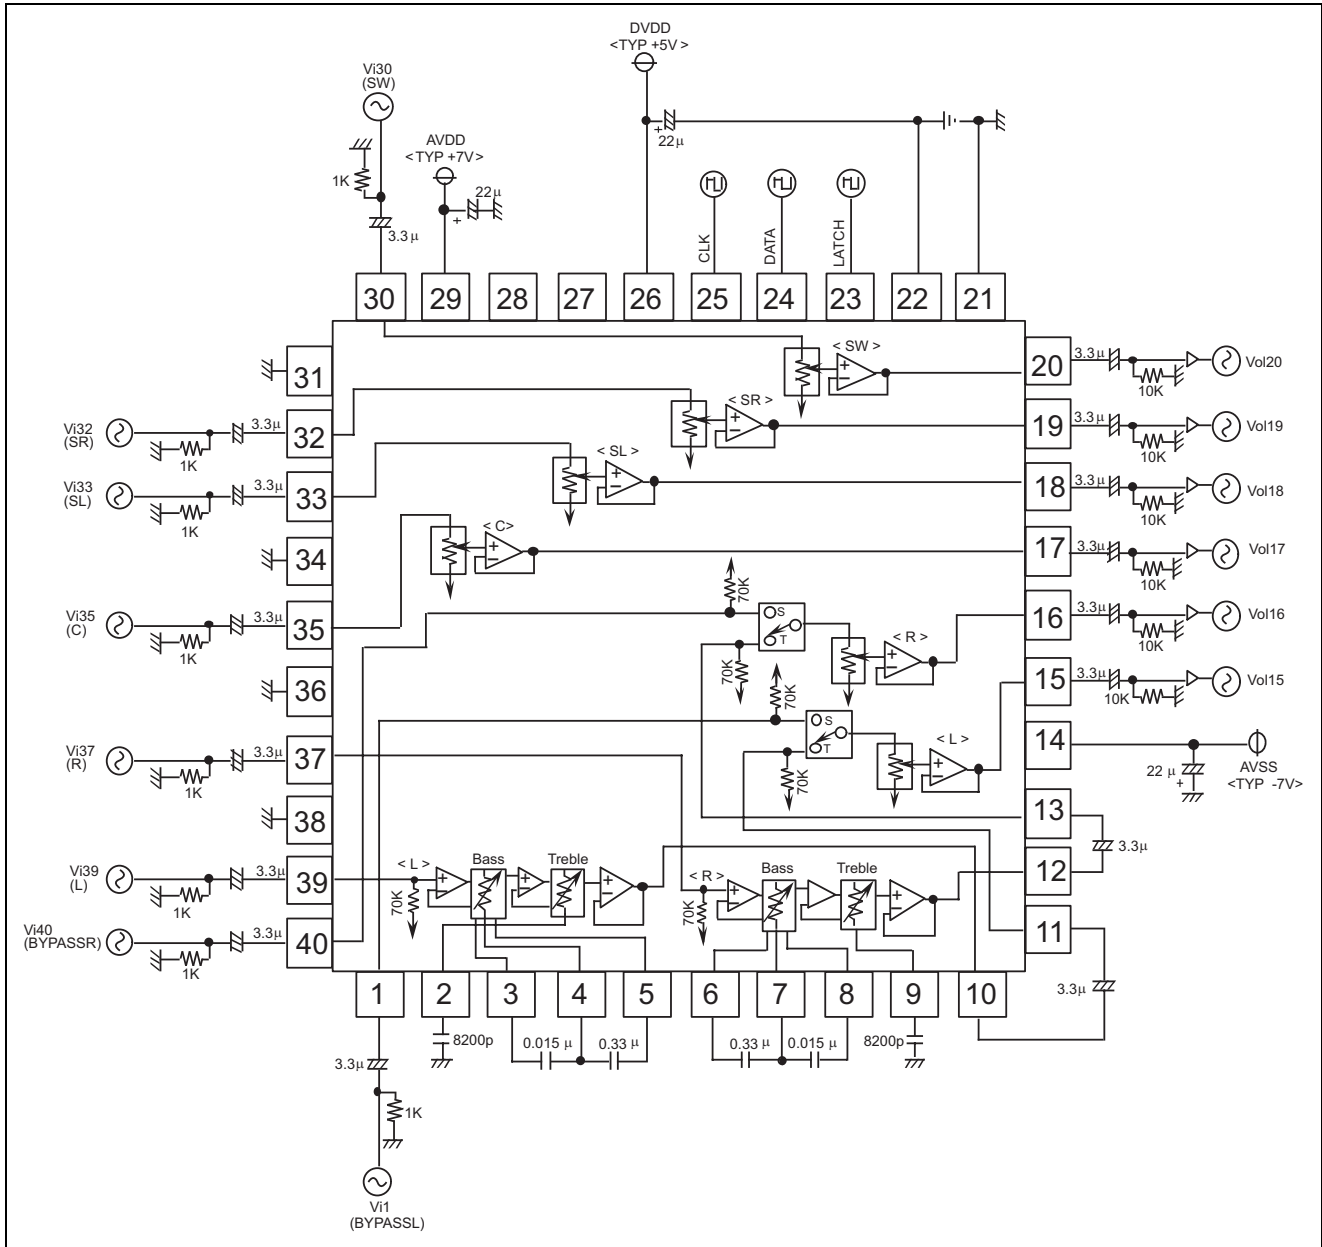 DVDD
<TYP +5V >
Vi30
(SW)
AVDD
<TYP +7V>
1K
22μ
+
+
22μ
3.3μ
CLK
DATA
LATCH
30
29
28
27
26
25
24
23
22
21
31
< SW >
20
3.3μ
10K
Vol20
Vi32
(SR)
1K
3.3μ
32
< SR >
19
3.3μ
10K
Vol19
Vi33
(SL)
1K
3.3μ
33
< SL >
18
3.3μ
10K
Vol18
34
< C>
17
3.3μ
10K
Vol17
Vi35
(C)
1K
3.3μ
35
70K
S
T
70K
< R >
16
3.3μ
10K
Vol16
36
70K
15
3.3μ
10K
Vol15
Vi37
(R)
1K
3.3μ
37
S
T
70K
< L >
14
22 μ
+
AVSS
<TYP -7V>
38
13
3.3μ
Vi39
(L)
1K
3.3μ
39
< L >
70K
Bass
Treble
< R >
70K
Bass
Treble
12
Vi40
(BYPASSR)
1K
3.3μ
40
11
3.3μ
1
2
3
4
5
6
7
8
9
10
3.3μ
8200p
0.015 μ
0.33 μ
0.33 μ
0.015 μ
8200p
1K
Vi1
(BYPASSL)